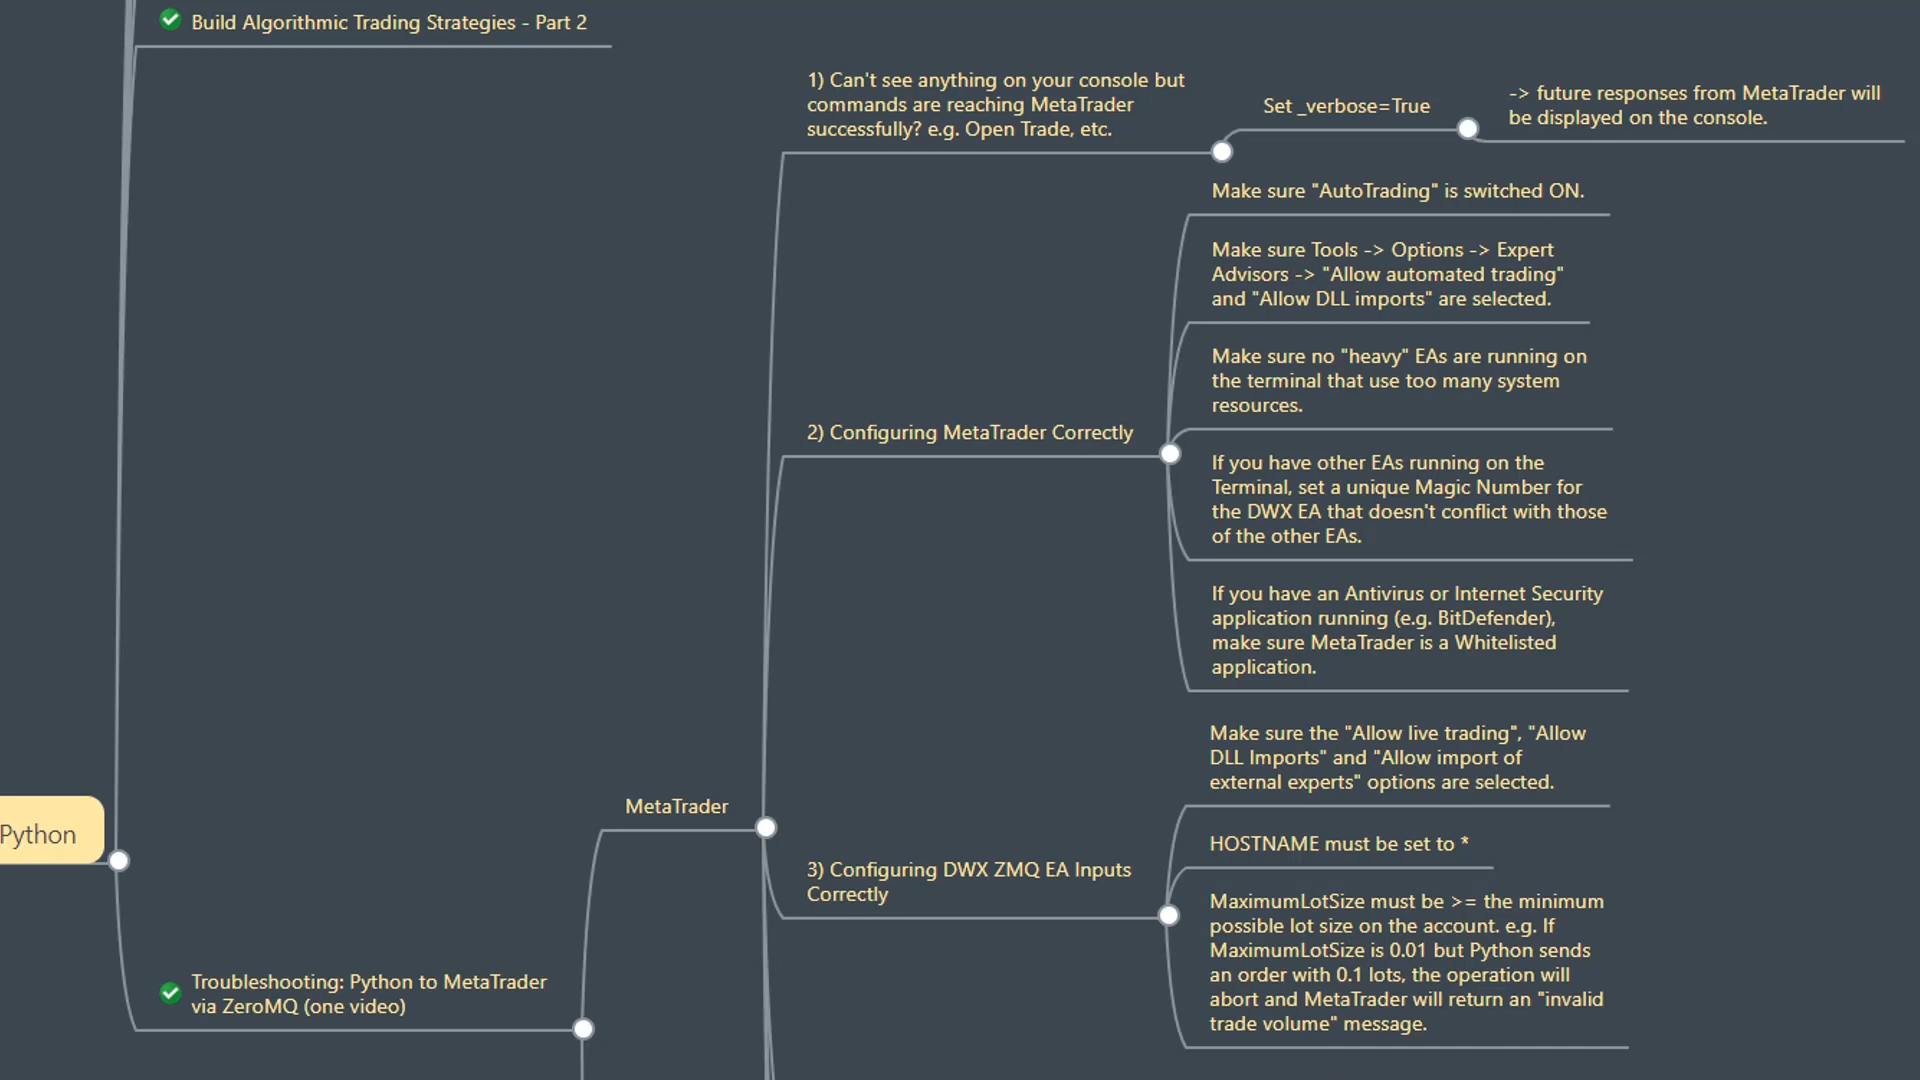 Build Algorithmic Trading Strategies - Part 2
1) Can't see anything on your console but
commands are reaching MetaTrader
successfully? e.g. Open Trade, etc.
Set _verbose=True
-> future responses from MetaTrader will
be displayed on the console.
Make sure "AutoTrading" is switched ON.
Make sure Tools -> Options -> Expert
Advisors -> "Allow automated trading"
and "Allow DLL imports" are selected.
Make sure no "heavy" EAs are running on
the terminal that use too many system
resources.
2) Configuring MetaTrader Correctly
If you have other EAs running on the
Terminal, set a unique Magic Number for
the DWX EA that doesn't conflict with those
of the other EAs.
If you have an Antivirus or Internet Security
application running (e.g. BitDefender),
make sure MetaTrader is a Whitelisted
application.
Make sure the "Allow live trading", "Allow
DLL Imports" and "Allow import of
external experts" options are selected.
MetaTrader
Python
HOSTNAME must be set to *
3) Configuring DWX ZMQ EA Inputs
Correctly
MaximumLotSize must be >= the minimum
possible lot size on the account. e.g. If
MaximumLotSize is 0.01 but Python sends
an order with 0.1 lots, the operation will
abort and MetaTrader will return an "invalid
trade volume" message.
Troubleshooting: Python to MetaTrader
via ZeroMQ (one video)